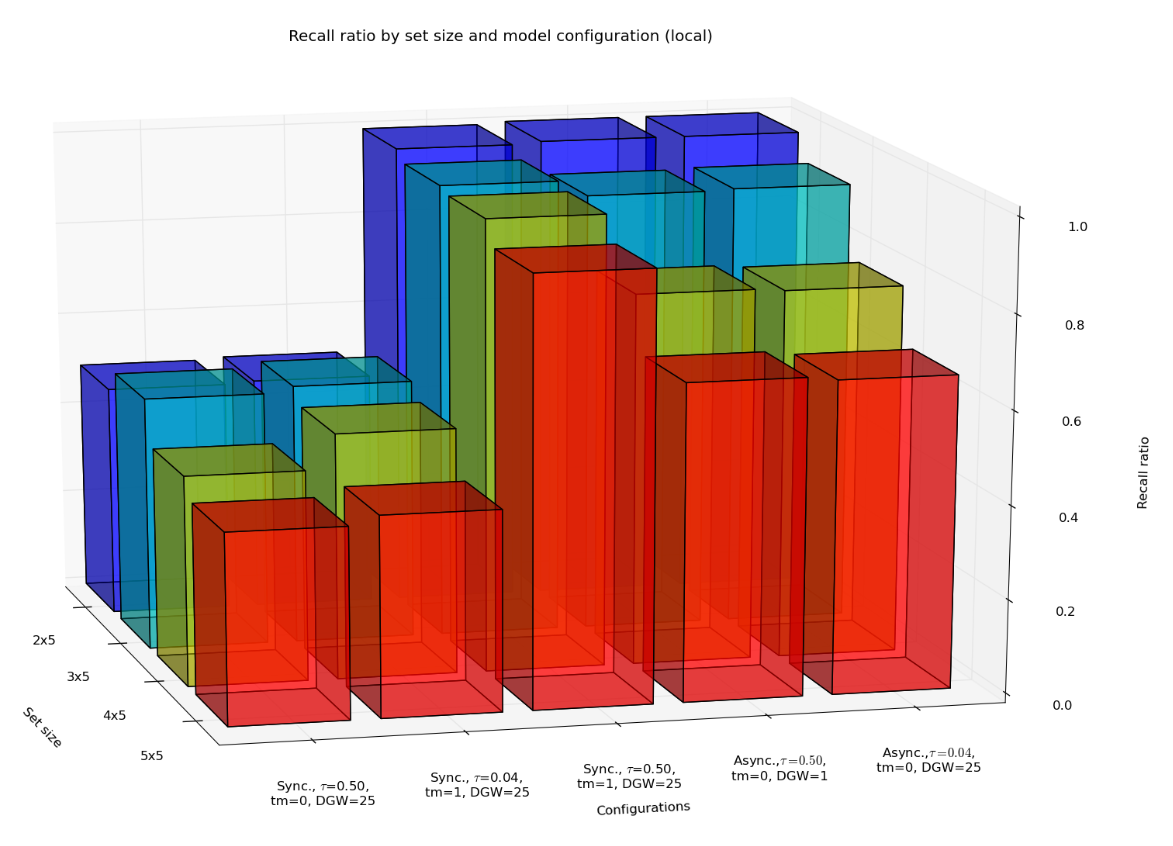 Recall ratio by set size and model configuration (local)
1.0
0.8
0.6
0.4
0.2
0.0
Recall ratio
2x5
3x5
4x5
5x5
Set size
Sync., τ=0.50,
tm=0, DGW=25
Sync., τ=0.04,
tm=1, DGW=25
Sync., τ=0.50,
tm=1, DGW=25
Async.,τ=0.50,
tm=0, DGW=1
Async.,τ=0.04,
tm=0, DGW=25
Configurations